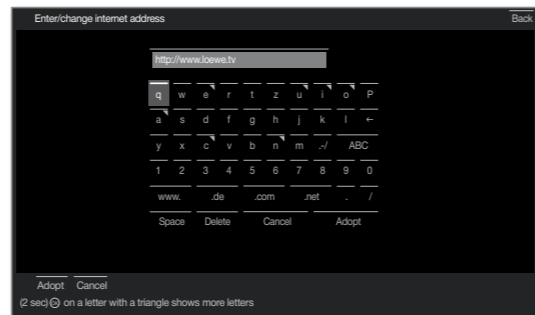 Enter/change internet address Back
http://www.loewe.tv
q w e r t z u i o P
a s d f g h j k l ←
y x c v b n m .-/ ABC
1 2 3 4 5 6 7 8 9 0
www. .de .com .net . /
Space Delete Cancel Adopt
Adopt Cancel
(2 sec) OK on a letter with a triangle shows more letters